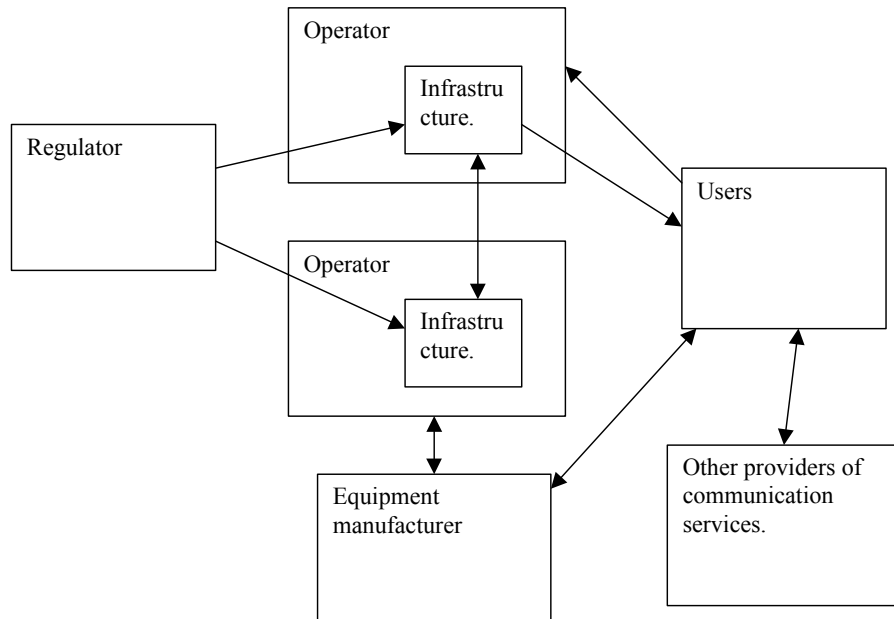 Operator
Infrastru
cture.
Regulator
Users
Operator
Infrastru
cture.
Equipment
manufacturer
Other providers of
communication
services.